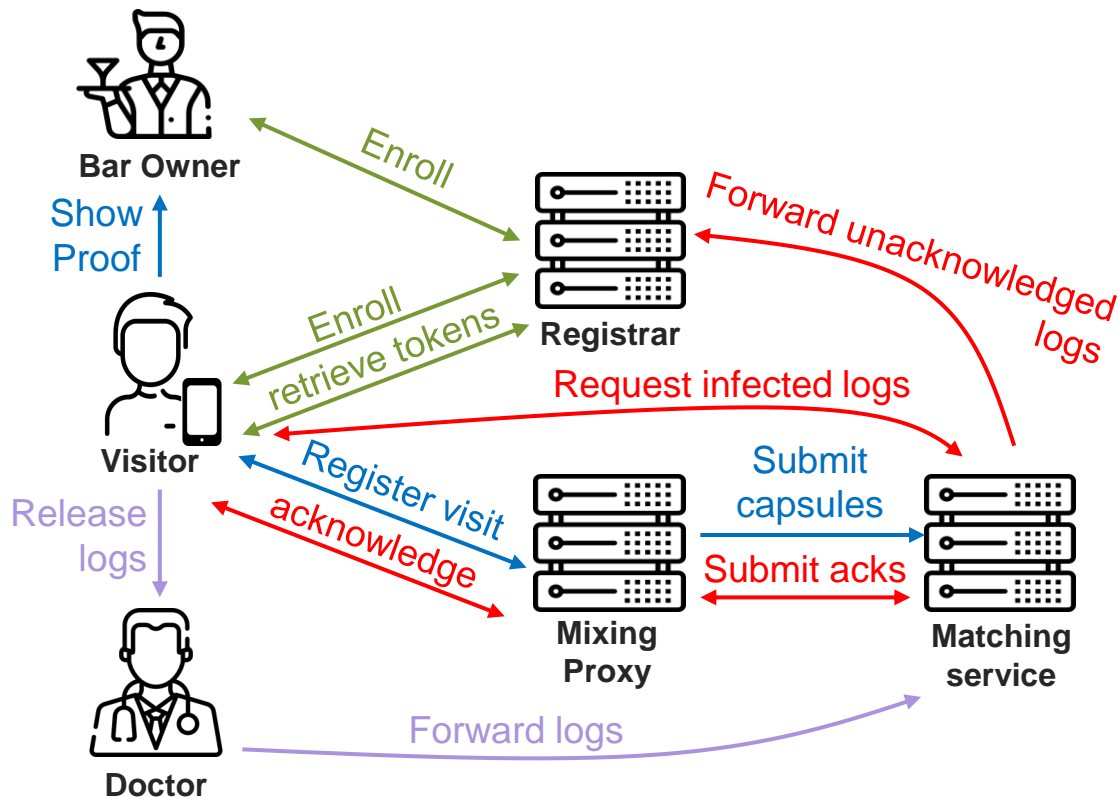 Bar Owner
Enroll
Show
Proof
Forward unacknowledged
logs
Enroll
retrieve tokens
Registrar
Request infected logs
Visitor
Register visit
acknowledge
Submit
capsules
Submit acks
Release
logs
Mixing
Proxy
Matching
service
Forward logs
Doctor